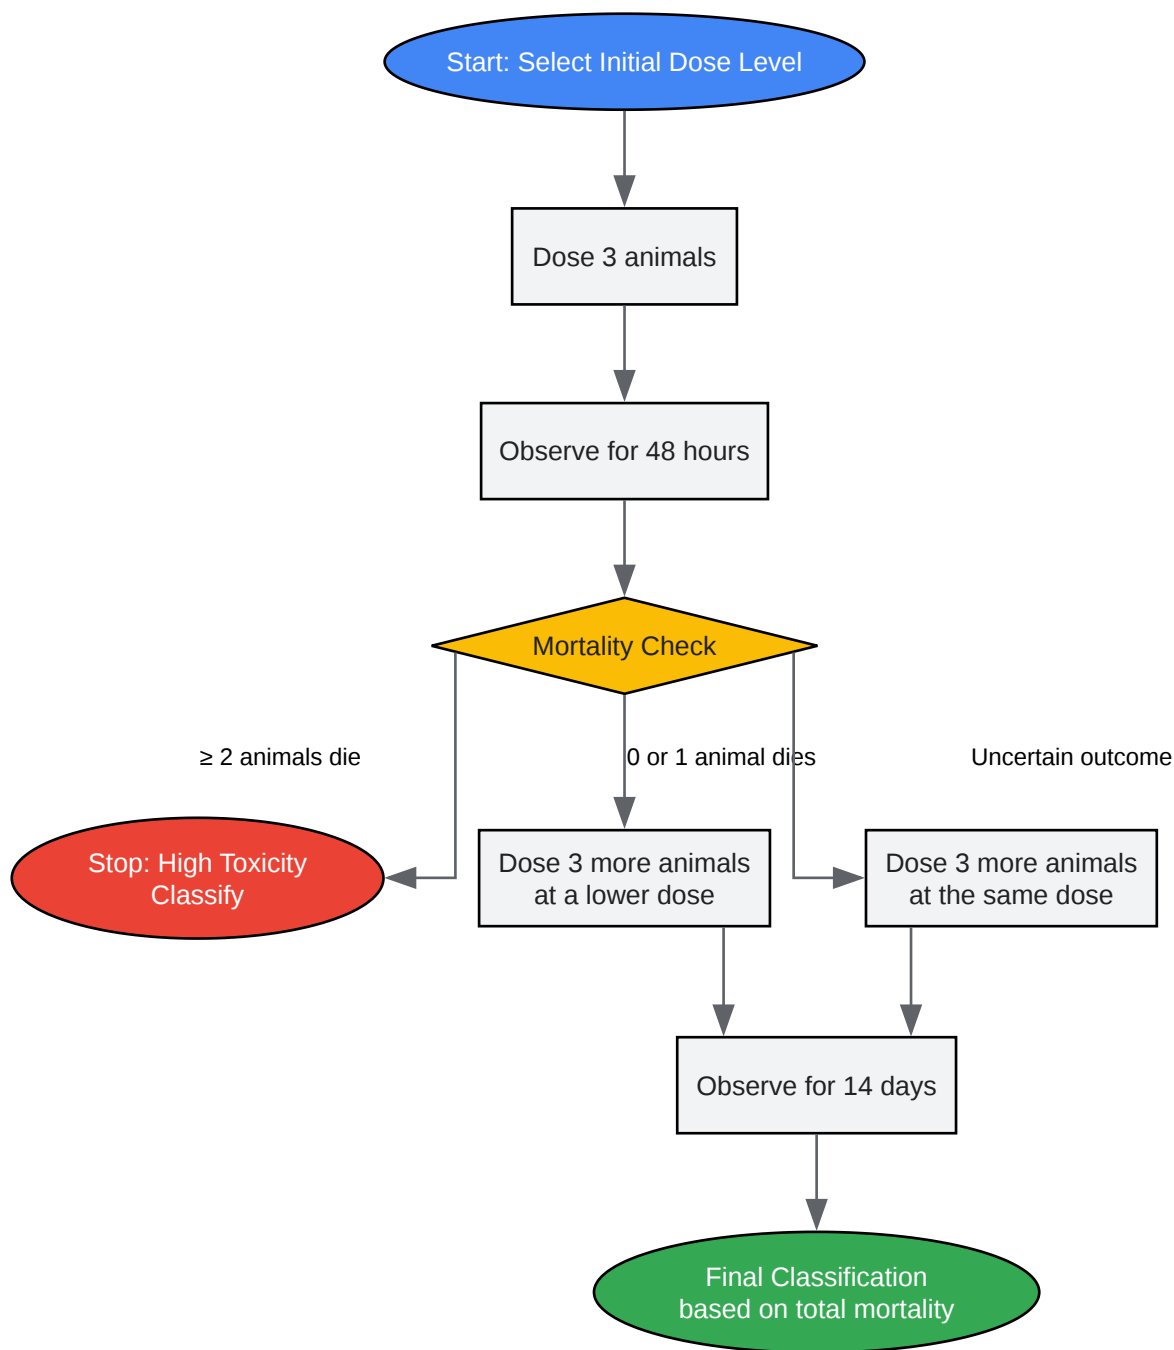 Start: Select Initial Dose Level
Dose 3 animals
Observe for 48 hours
Mortality Check
≥ 2 animals die
0 or 1 animal dies
Uncertain outcome
Stop: High Toxicity
Classify
Dose 3 more animals
at a lower dose
Dose 3 more animals
at the same dose
Observe for 14 days
Final Classification
based on total mortality